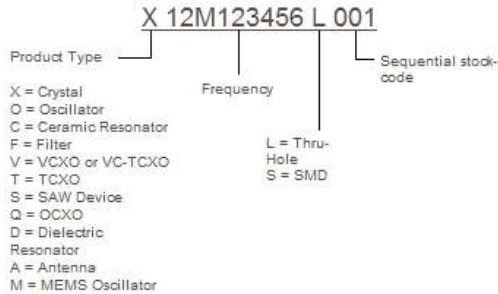 X 12M123456 L 001
Product Type
Sequential stock-
code
Frequency
X = Crystal
O = Oscillator
C = Ceramic Resonator
F = Filter
V = VCXO or VC-TCXO
T = TCXO
S = SAW Device
Q = OCXO
D = Dielectric
Resonator
A = Antenna
M = MEMS Oscillator
L = Thru-
Hole
S = SMD